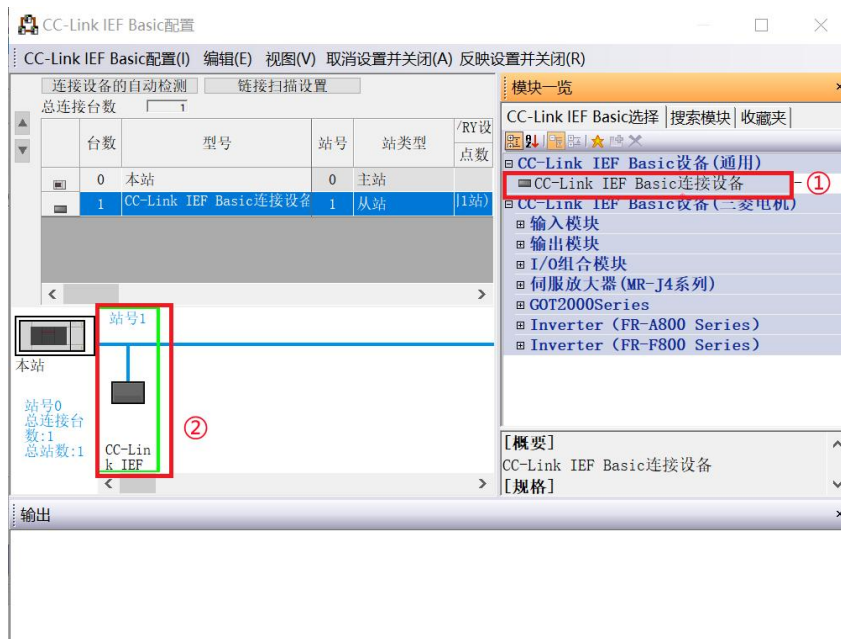 CC-Link IEF Basic配置
CC-Link IEF Basic配置(I) 编辑(E) 视图(V) 取消设置并关闭(A) 反映设置并关闭(R)
连接设备的自动检测 链接扫描设置
总连接台数 1
台数 型号 站号 站类型 /RY设
点数
0 本站 0 主站
1 CC-Link IEF Basic连接设备 1 从站 1站)
站号1
本站
站号0
总连接台
数:1
总站数:1
CC-Lin
k IEF
②
模块一览
CC-Link IEF Basic选择 搜索模块 收藏夹
CC-Link IEF Basic设备(通用)
CC-Link IEF Basic连接设备
①
CC-Link IEF Basic设备(三菱电机)
输入模块
输出模块
I/O组合模块
伺服放大器(MR-J4系列)
GOT2000Series
Inverter (FR-A800 Series)
Inverter (FR-F800 Series)
[概要]
CC-Link IEF Basic连接设备
[规格]
输出